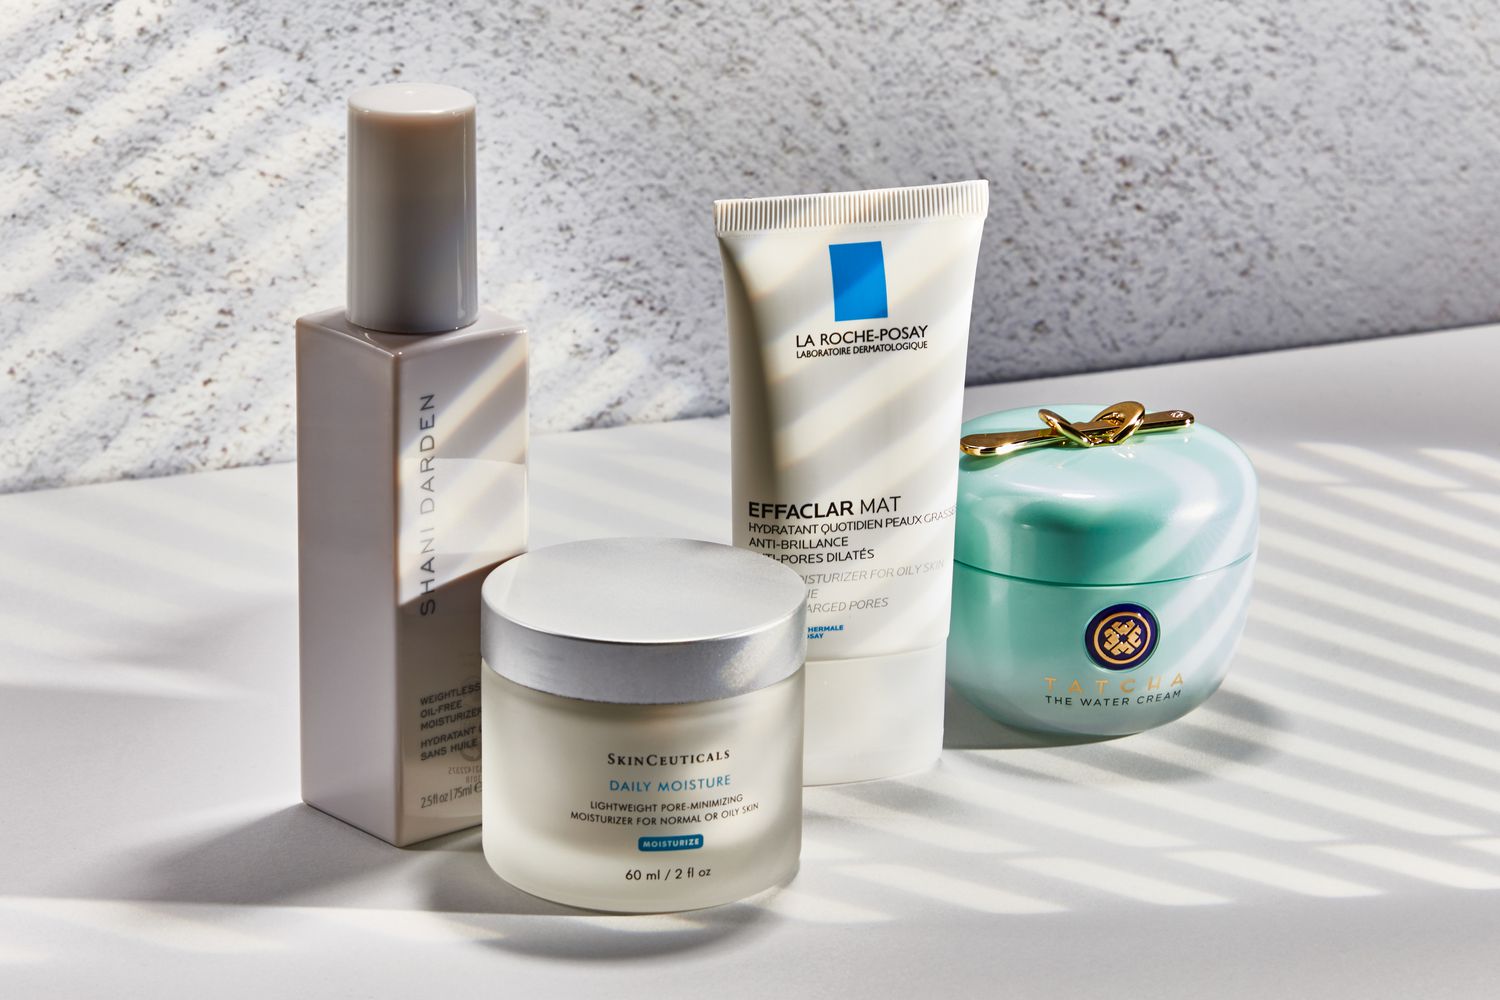 SHANI DARDEN
WEIGHTLESS
OIL-FREE
MOISTURIZER
HYDRATANT
SANS HUILE
2.5 fl oz | 75ml e
SKINCEUTICALS
DAILY MOISTURE
LIGHTWEIGHT PORE-MINIMIZING
MOISTURIZER FOR NORMAL OR OILY SKIN
MOISTURIZE
60 ml / 2 fl oz
LA ROCHE-POSAY
LABORATOIRE DERMATOLOGIQUE
EFFACLAR MAT
HYDRATANT QUOTIDIEN PEAUX GRASSES
ANTI-BRILLANCE
ANTI-PORES DILATÉS
MOISTURIZER FOR OILY SKIN
ENLARGED PORES
THERMALE
POSAY
TATCHA
THE WATER CREAM